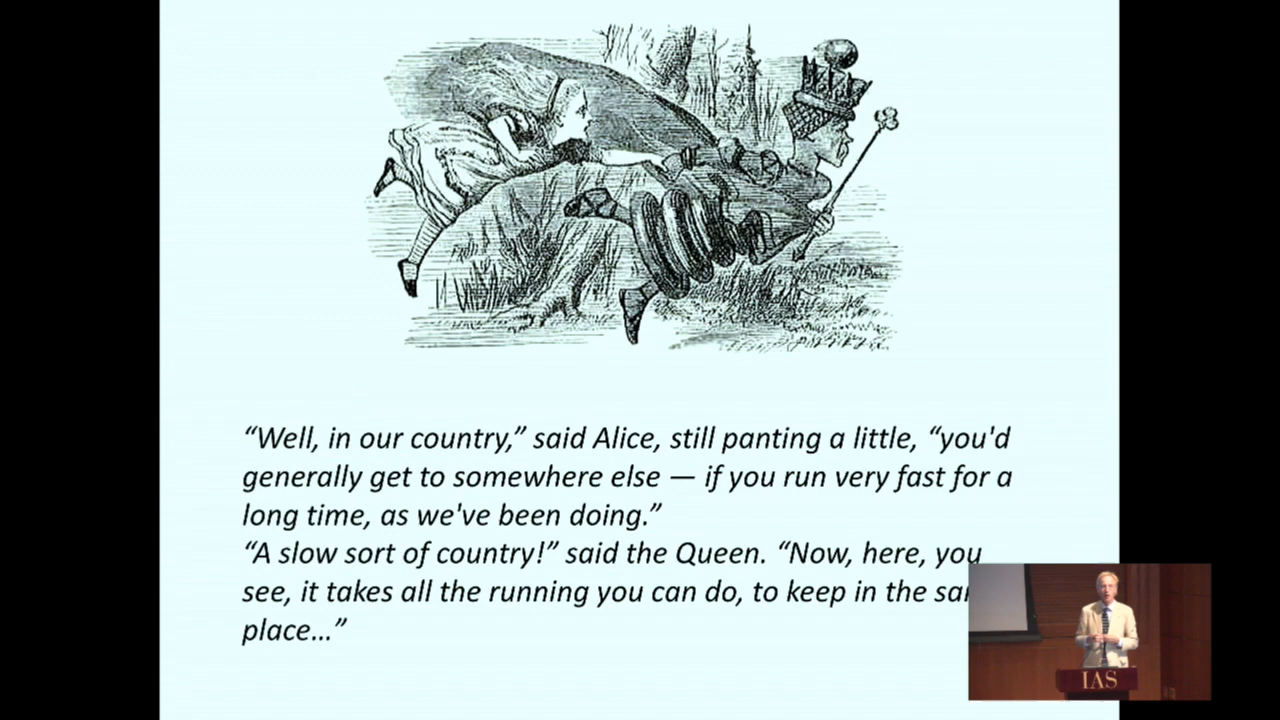 “Well, in our country,” said Alice, still panting a little, “you'd
generally get to somewhere else — if you run very fast for a
long time, as we've been doing.”
“A slow sort of country!” said the Queen. “Now, here, you
see, it takes all the running you can do, to keep in the
place…”
IAS